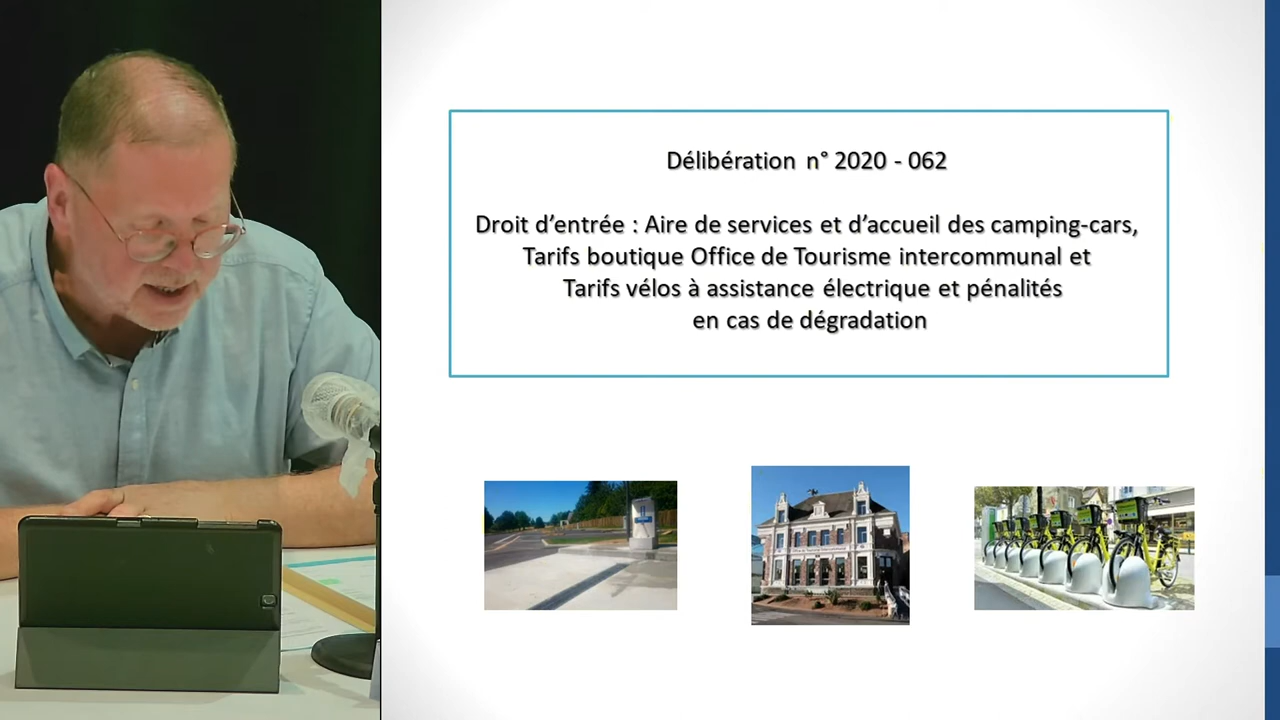 Délibération n° 2020 - 062
Droit d’entrée : Aire de services et d’accueil des camping-cars,
Tarifs boutique Office de Tourisme intercommunal et
Tarifs vélos à assistance électrique et pénalités
en cas de dégradation